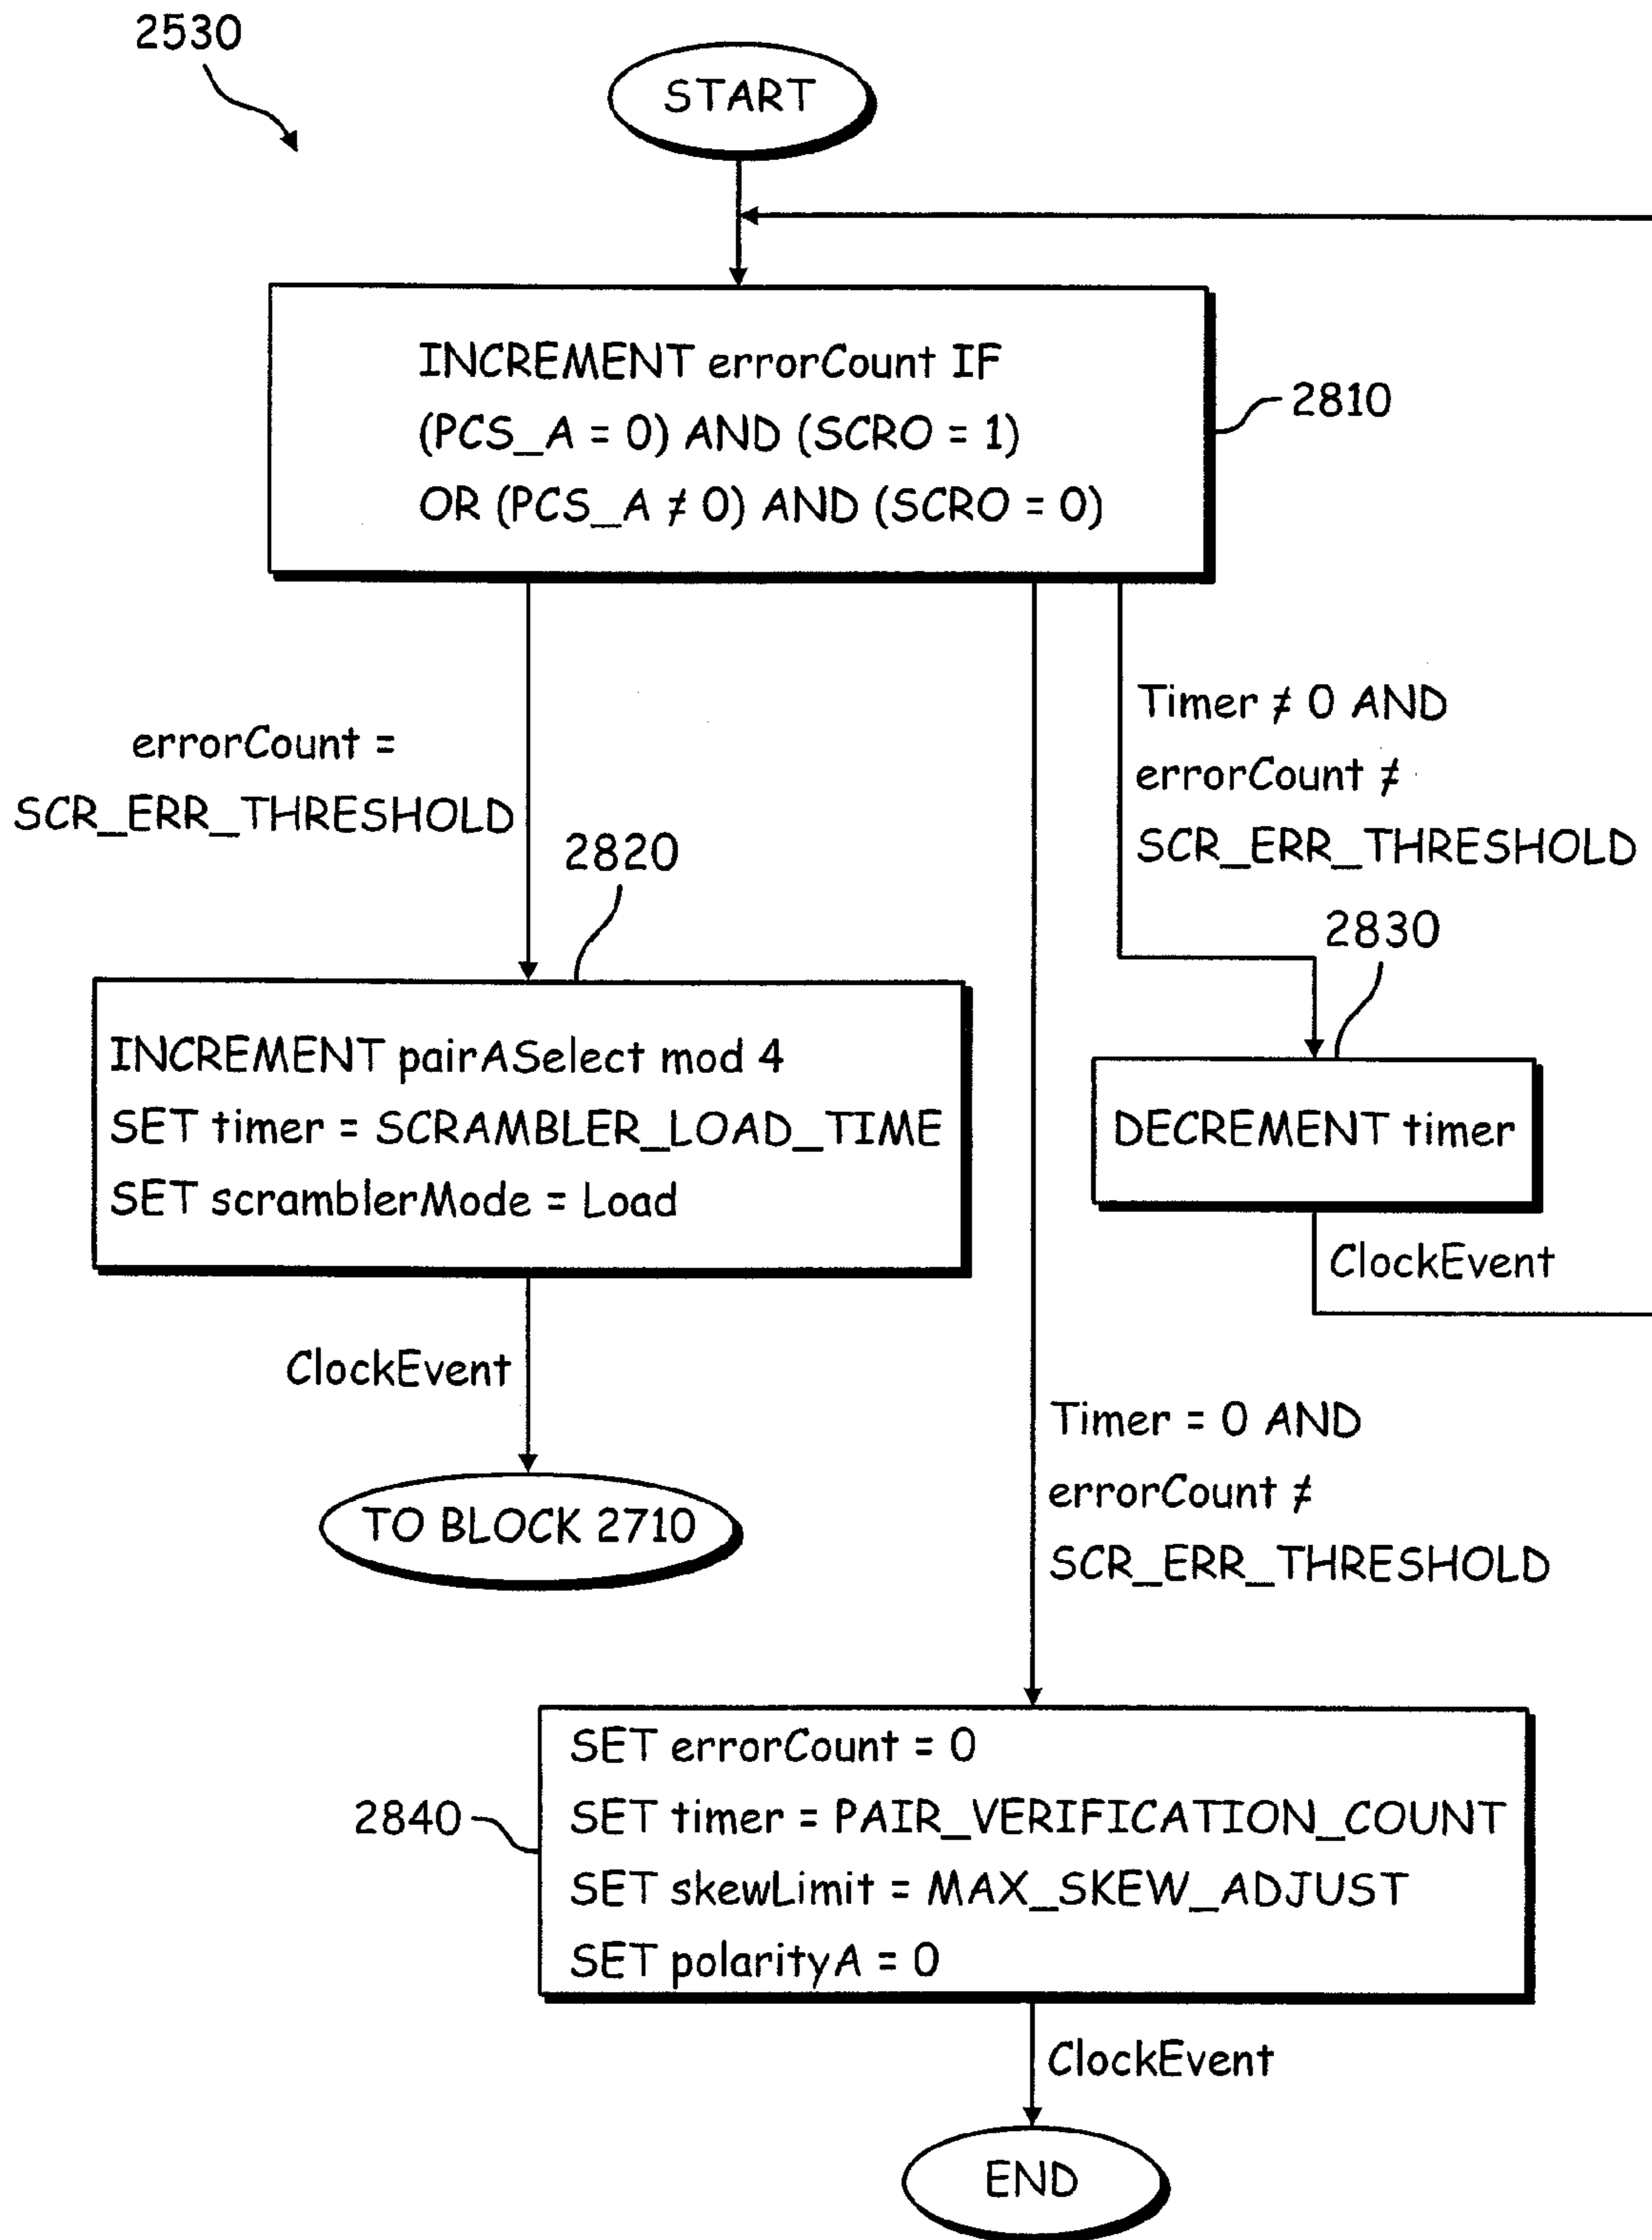 2530
START
INCREMENT errorCount IF
(PCS_A = 0) AND (SCRO = 1)
OR (PCS_A ≠ 0) AND (SCRO = 0)
2810
errorCount =
SCR_ERR_THRESHOLD
Timer ≠ 0 AND
errorCount ≠
SCR_ERR_THRESHOLD
2820
INCREMENT pairASelect mod 4
SET timer = SCRAMBLER_LOAD_TIME
SET scramblerMode = Load
2830
DECREMENT timer
ClockEvent
ClockEvent
TO BLOCK 2710
Timer = 0 AND
errorCount ≠
SCR_ERR_THRESHOLD
2840
SET errorCount = 0
SET timer = PAIR_VERIFICATION_COUNT
SET skewLimit = MAX_SKEW_ADJUST
SET polarityA = 0
ClockEvent
END